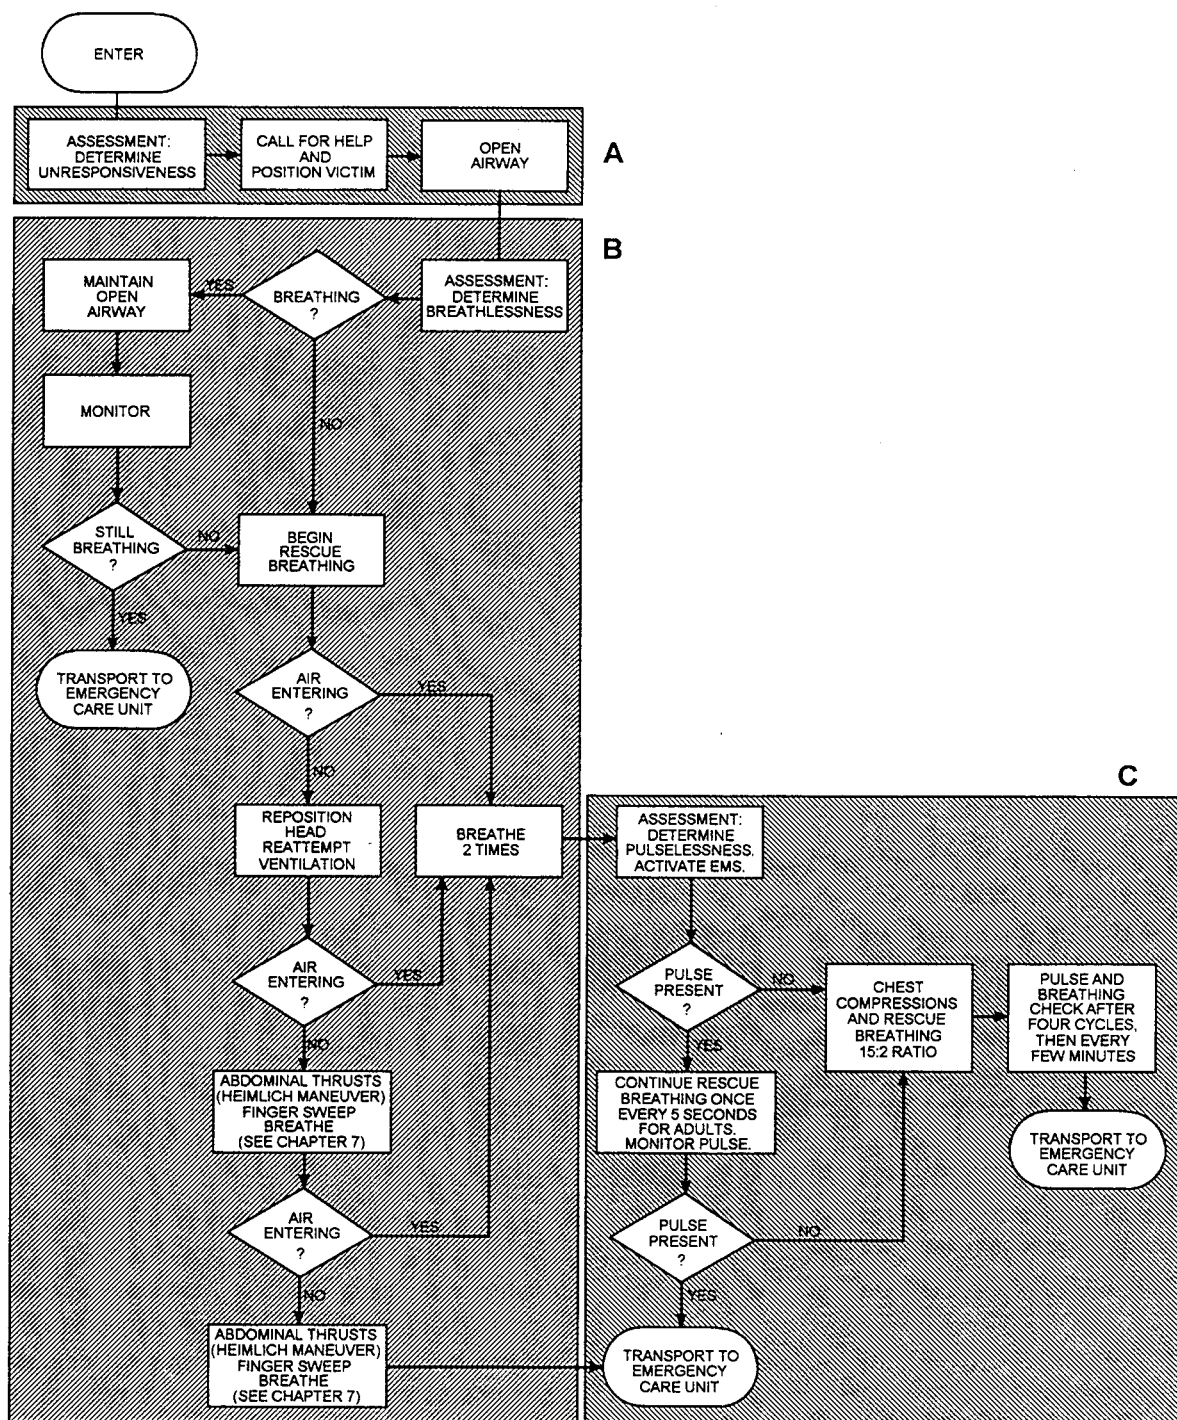 ENTER
ASSESSMENT:
DETERMINE
UNRESPONSIVENESS
CALL FOR HELP
AND
POSITION VICTIM
OPEN
AIRWAY
A
B
MAINTAIN
OPEN
AIRWAY
YES
BREATHING
?
ASSESSMENT:
DETERMINE
BREATHLESSNESS
MONITOR
NO
STILL
BREATHING
?
NO
BEGIN
RESCUE
BREATHING
YES
TRANSPORT TO
EMERGENCY
CARE UNIT
AIR
ENTERING
?
YES
NO
REPOSITION
HEAD
REATTEMPT
VENTILATION
BREATHE
2 TIMES
AIR
ENTERING
?
YES
NO
ABDOMINAL THRUSTS
(HEIMLICH MANEUVER)
FINGER SWEEP
BREATHE
(SEE CHAPTER 7)
AIR
ENTERING
?
YES
NO
ABDOMINAL THRUSTS
(HEIMLICH MANEUVER)
FINGER SWEEP
BREATHE
(SEE CHAPTER 7)
C
ASSESSMENT:
DETERMINE
PULSELESSNESS.
ACTIVATE EMS.
PULSE
PRESENT
?
NO
CHEST
COMPRESSIONS
AND RESCUE
BREATHING
15:2 RATIO
PULSE AND
BREATHING
CHECK AFTER
FOUR CYCLES,
THEN EVERY
FEW MINUTES
YES
CONTINUE RESCUE
BREATHING ONCE
EVERY 5 SECONDS
FOR ADULTS.
MONITOR PULSE.
TRANSPORT TO
EMERGENCY
CARE UNIT
PULSE
PRESENT
?
NO
YES
TRANSPORT TO
EMERGENCY
CARE UNIT